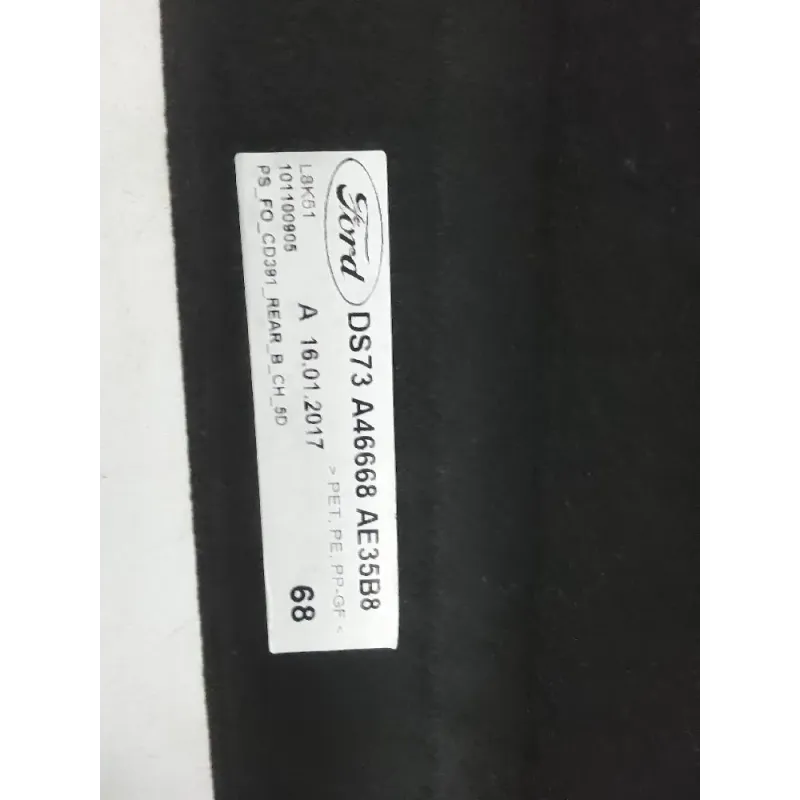 Ford DS73 A46668 AE35B8
> PET, PE, PP-GF <
L8K51 A 16.01.2017 68
101100905
PS_FO_CD391_REAR_B_CH_5D